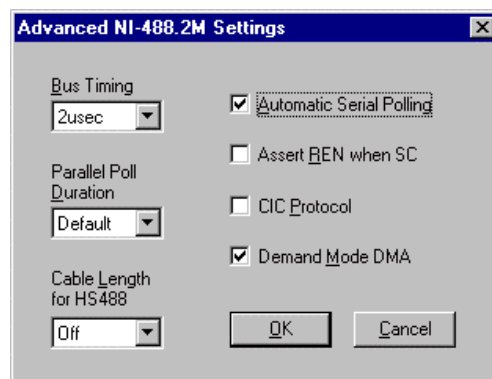 Advanced NI-488.2M Settings
Bus Timing
2usec
Parallel Poll
Duration
Default
Cable Length
for HS488
Off
Automatic Serial Polling
Assert REN when SC
CIC Protocol
Demand Mode DMA
OK
Cancel